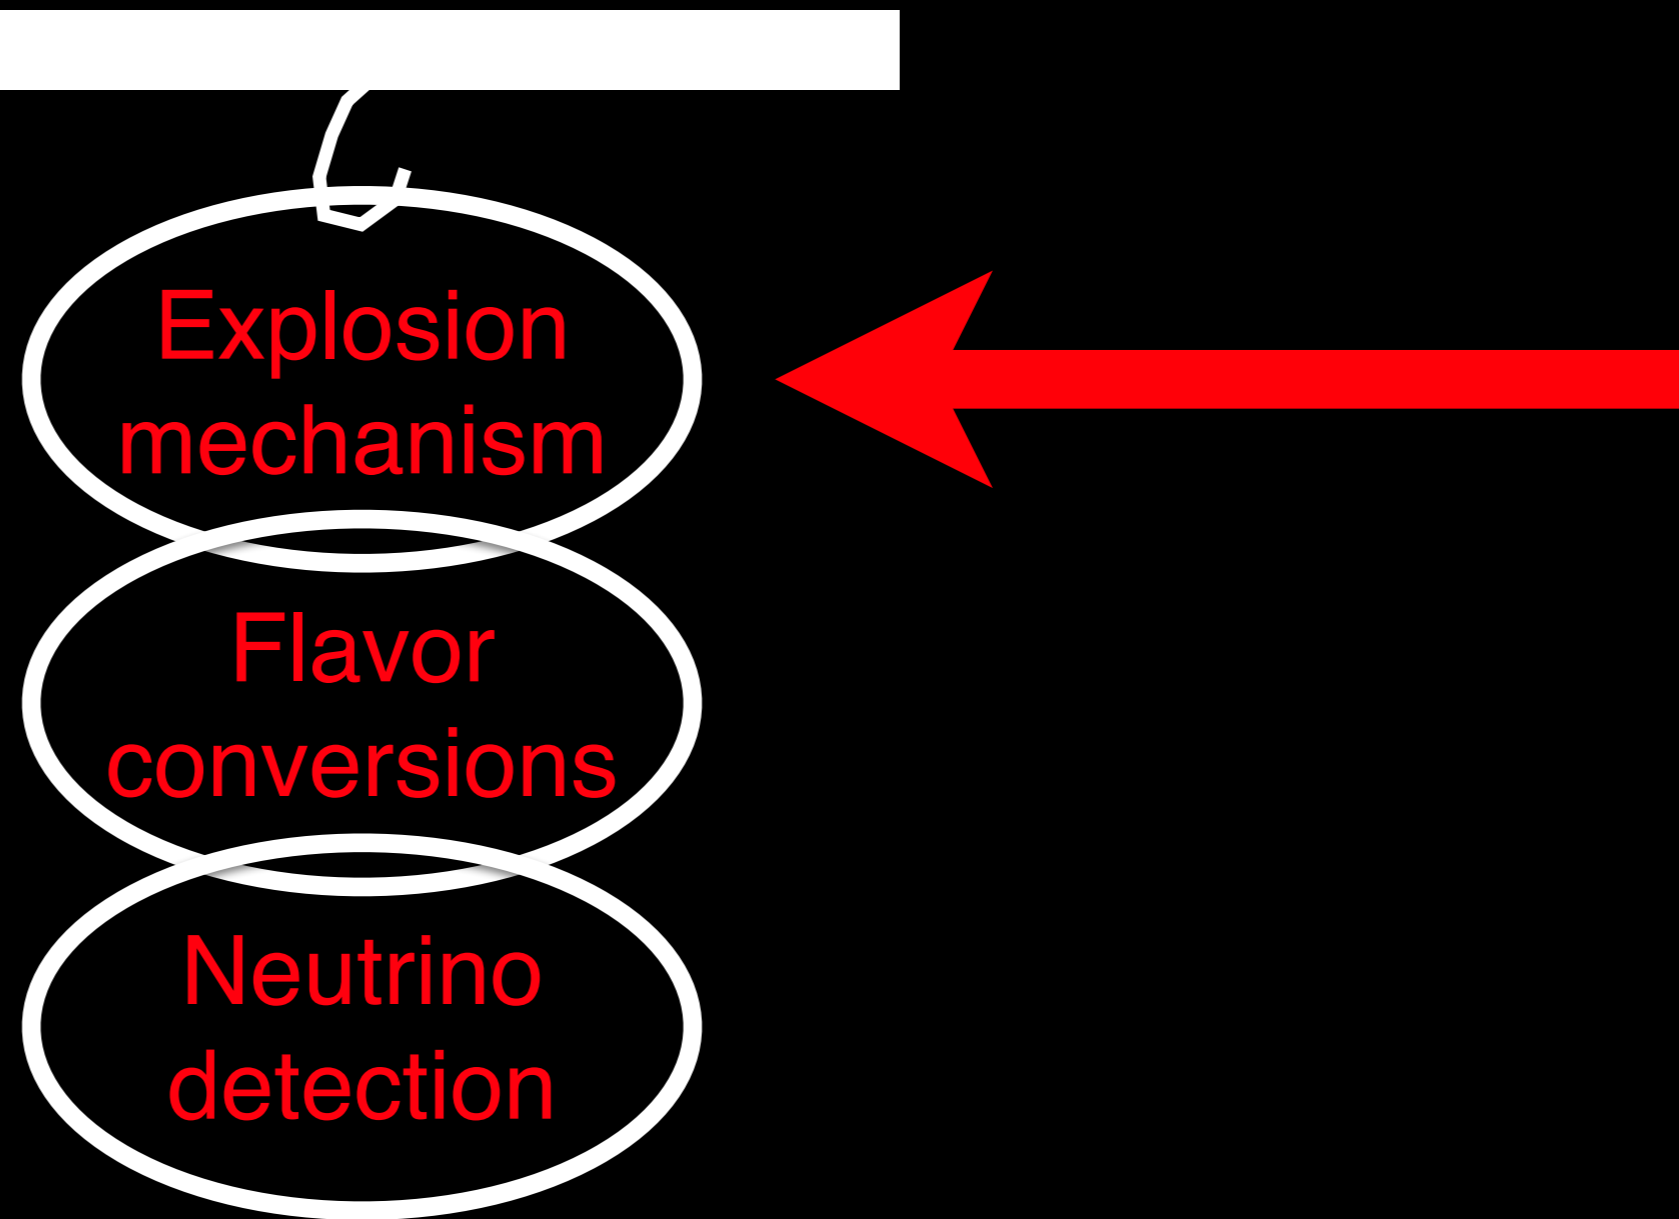 Explosion
mechanism
Flavor
conversions
Neutrino
detection